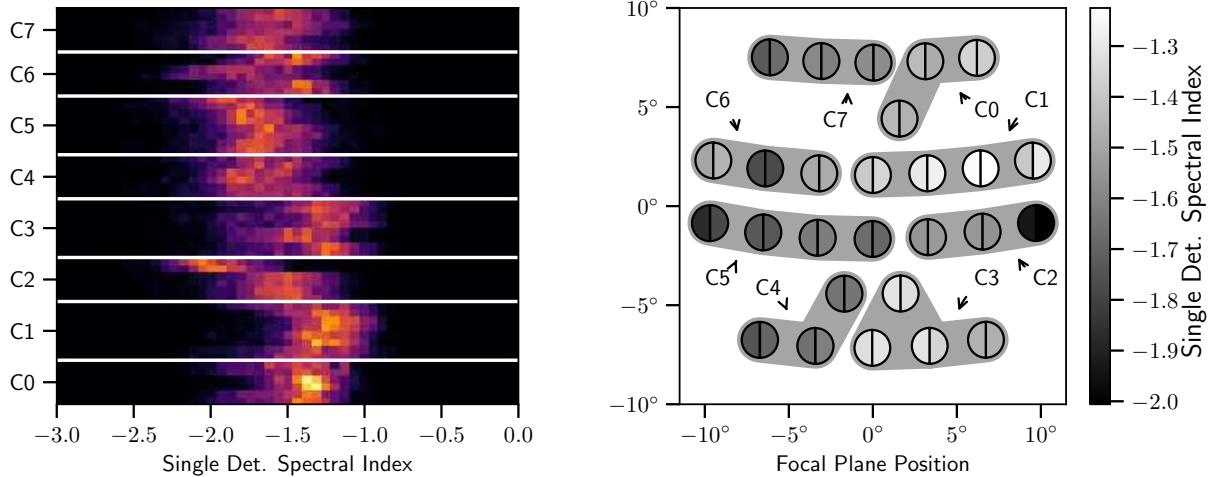 C7
C6
C5
C4
C3
C2
C1
C0
−3.0 −2.5 −2.0 −1.5 −1.0 −0.5 0.0
Single Det. Spectral Index
10°
5°
0°
−5°
−10°
C6
C7
C0
C1
C5
C4
C3
C2
−10° −5° 0° 5° 10°
Focal Plane Position
−1.3
−1.4
−1.5
−1.6
−1.7
−1.8
−1.9
−2.0
Single Det. Spectral Index